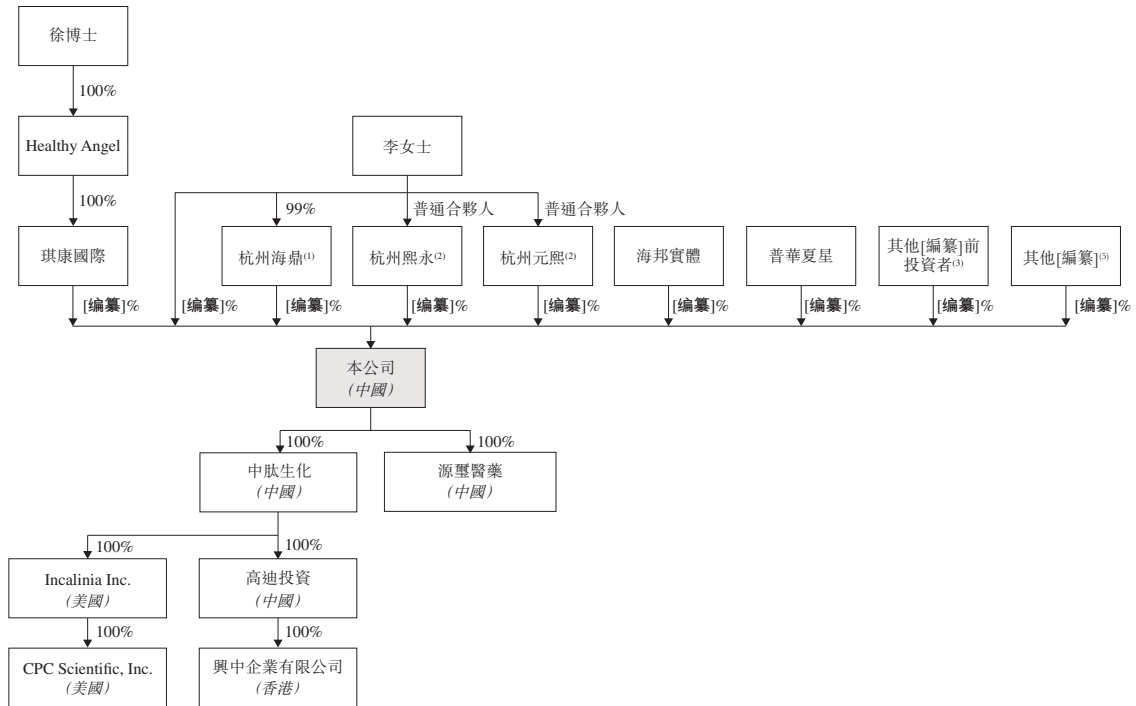 徐博士
100%
Healthy Angel
李女士
100%
99%
普通合夥人
普通合夥人
琪康國際
杭州海鼎(1)
杭州熙永(2)
杭州元熙(2)
海邦實體
普華夏星
其他[編纂]前
投資者(3)
其他[編纂](5)
[编纂]%
[编纂]%
[编纂]%
[编纂]%
[编纂]%
[编纂]%
[编纂]%
[编纂]%
[编纂]%
本公司
(中國)
100%
100%
中肽生化
(中國)
源璽醫藥
(中國)
100%
100%
Incalinia Inc.
(美國)
高迪投資
(中國)
100%
100%
CPC Scientific, Inc.
(美國)
興中企業有限公司
(香港)